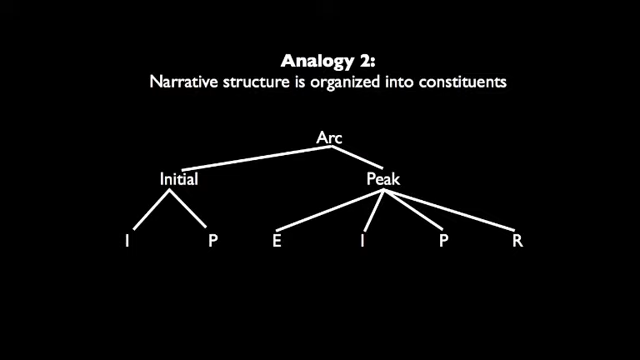 Analogy 2:
Narrative structure is organized into constituents
Arc
Initial Peak
I P E I P R